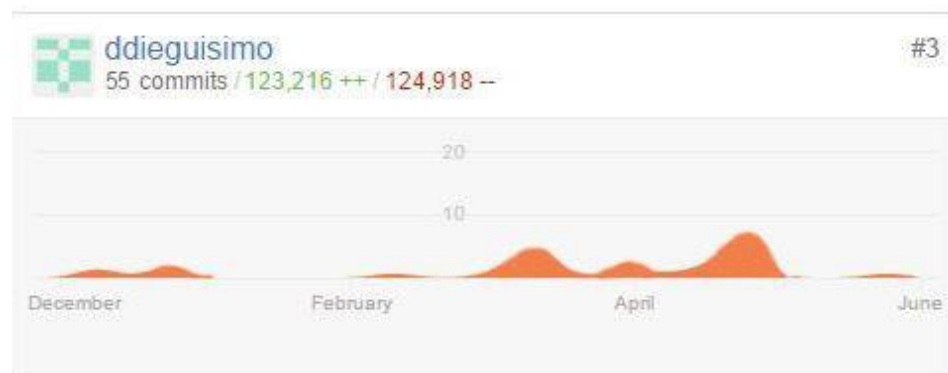 ddieguisimo #3
55 commits / 123,216 ++ / 124,918 --
20
10
December February April June